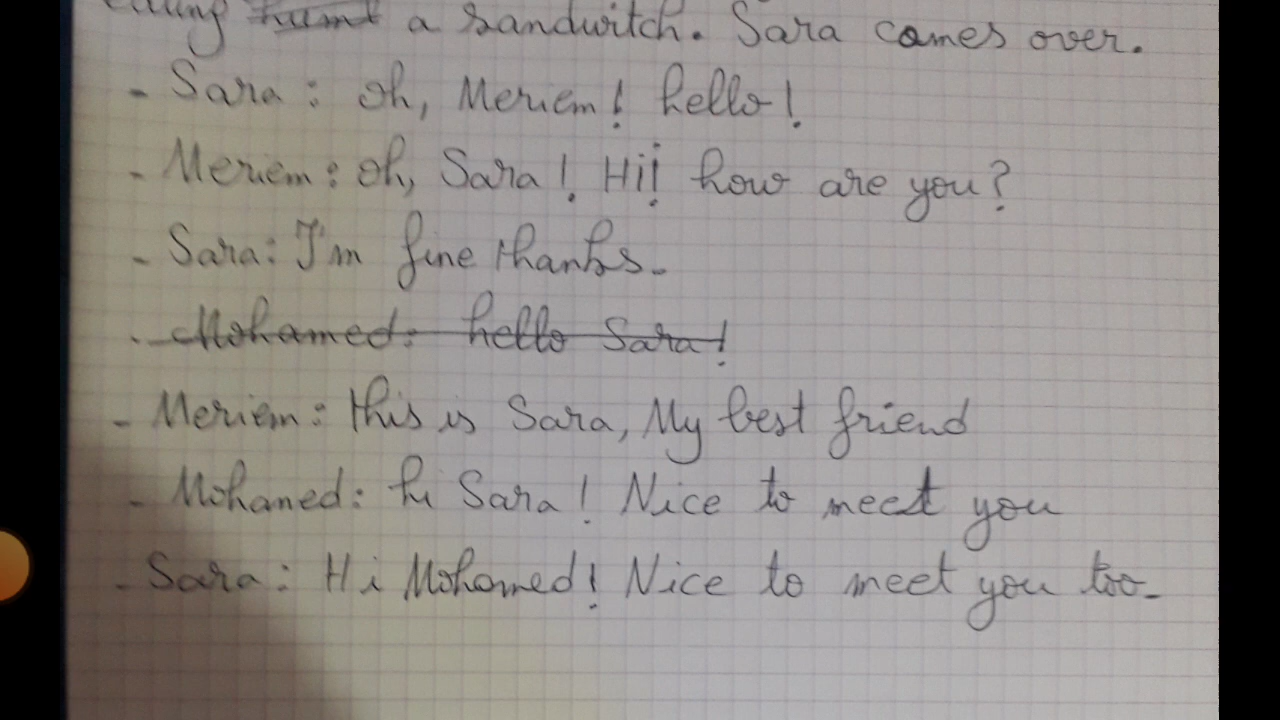 eating a sandwitch. Sara comes over.
- Sara: oh, Meriem! hello!
- Meriem: oh, Sara! Hi! how are you?
- Sara: I'm fine thanks.
- Mohamed: hello Sara!
- Meriem: this is Sara, My best friend
- Mohamed: hi Sara! Nice to meet you
- Sara: Hi Mohamed! Nice to meet you too.